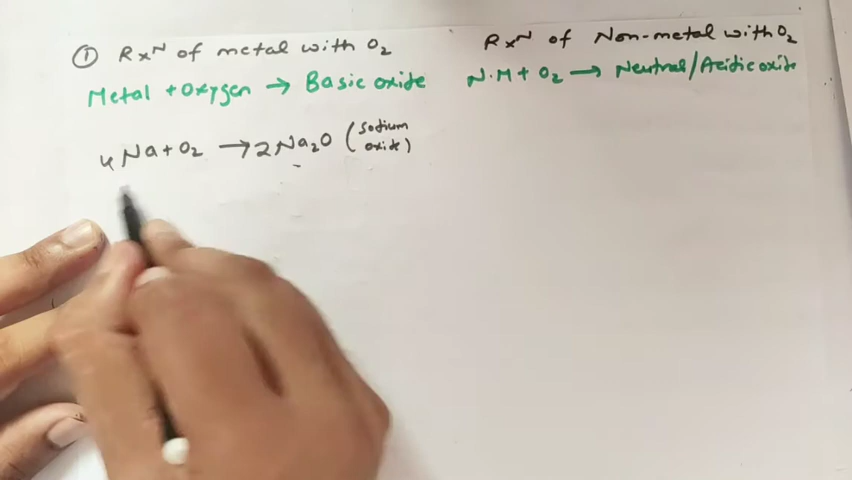 ① RxN of metal with O₂
Metal + Oxygen → Basic oxide
4Na + O₂ → 2Na₂O (sodium
oxide)
RxN of Non-metal with O₂
N.M + O₂ → Neutral/Acidic oxide